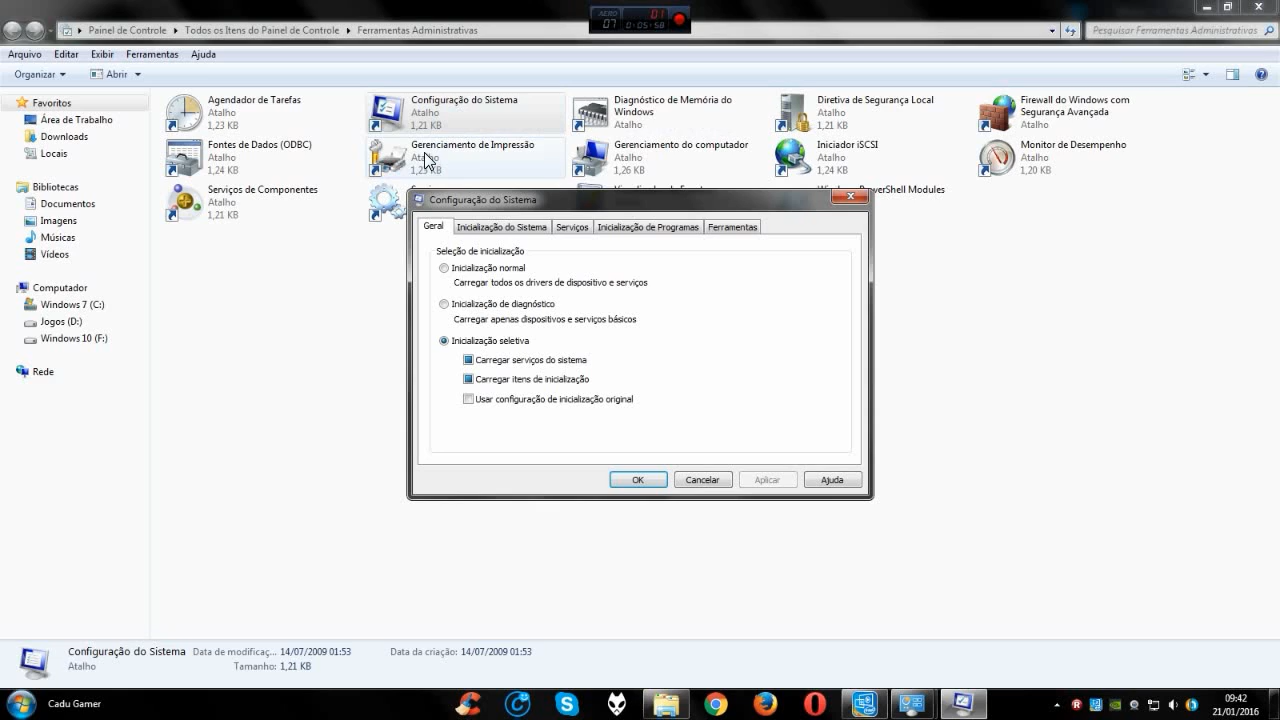 AERO 01
07 0:05:58
Painel de Controle Todos os Itens do Painel de Controle Ferramentas Administrativas
Pesquisar Ferramentas Administrativas
Arquivo Editar Exibir Ferramentas Ajuda
Organizar Abrir
Favoritos
Área de Trabalho
Downloads
Locais
Bibliotecas
Documentos
Imagens
Músicas
Vídeos
Computador
Windows 7 (C:)
Jogos (D:)
Windows 10 (F:)
Rede
Agendador de Tarefas
Atalho
1,23 KB
Configuração do Sistema
Atalho
1,21 KB
Diagnóstico de Memória do
Windows
Atalho
Diretiva de Segurança Local
Atalho
1,21 KB
Firewall do Windows com
Segurança Avançada
Atalho
Fontes de Dados (ODBC)
Atalho
1,24 KB
Gerenciamento de Impressão
Atalho
1,25 KB
Gerenciamento do computador
Atalho
1,26 KB
Iniciador iSCSI
Atalho
1,24 KB
Monitor de Desempenho
Atalho
1,20 KB
Serviços de Componentes
Atalho
1,21 KB
PowerShell Modules
Configuração do Sistema
Geral Inicialização do Sistema Serviços Inicialização de Programas Ferramentas
Seleção de inicialização
Inicialização normal
Carregar todos os drivers de dispositivo e serviços
Inicialização de diagnóstico
Carregar apenas dispositivos e serviços básicos
Inicialização seletiva
Carregar serviços do sistema
Carregar itens de inicialização
Usar configuração de inicialização original
OK Cancelar Aplicar Ajuda
Configuração do Sistema Data de modificaç... 14/07/2009 01:53 Data da criação: 14/07/2009 01:53
Atalho Tamanho: 1,21 KB
Cadu Gamer
09:42
21/01/2016